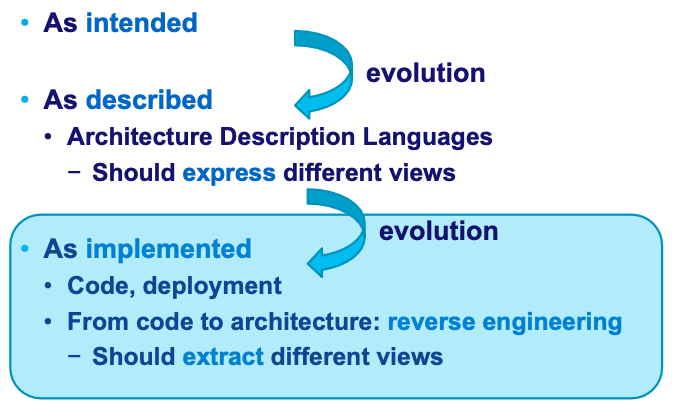 • As intended
evolution
• As described
• Architecture Description Languages
– Should express different views
evolution
• As implemented
• Code, deployment
• From code to architecture: reverse engineering
– Should extract different views